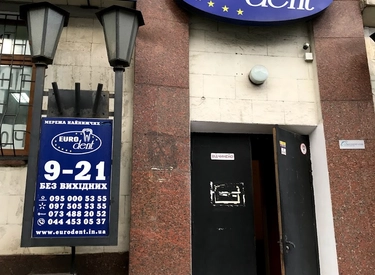 dent
МЕРЕЖА НАЙНИЖЧИХ
EURO
dent
9-21
БЕЗ ВИХІДНИХ
095 000 53 55
097 505 53 55
073 488 20 52
044 453 05 37
www.eurodent.in.ua